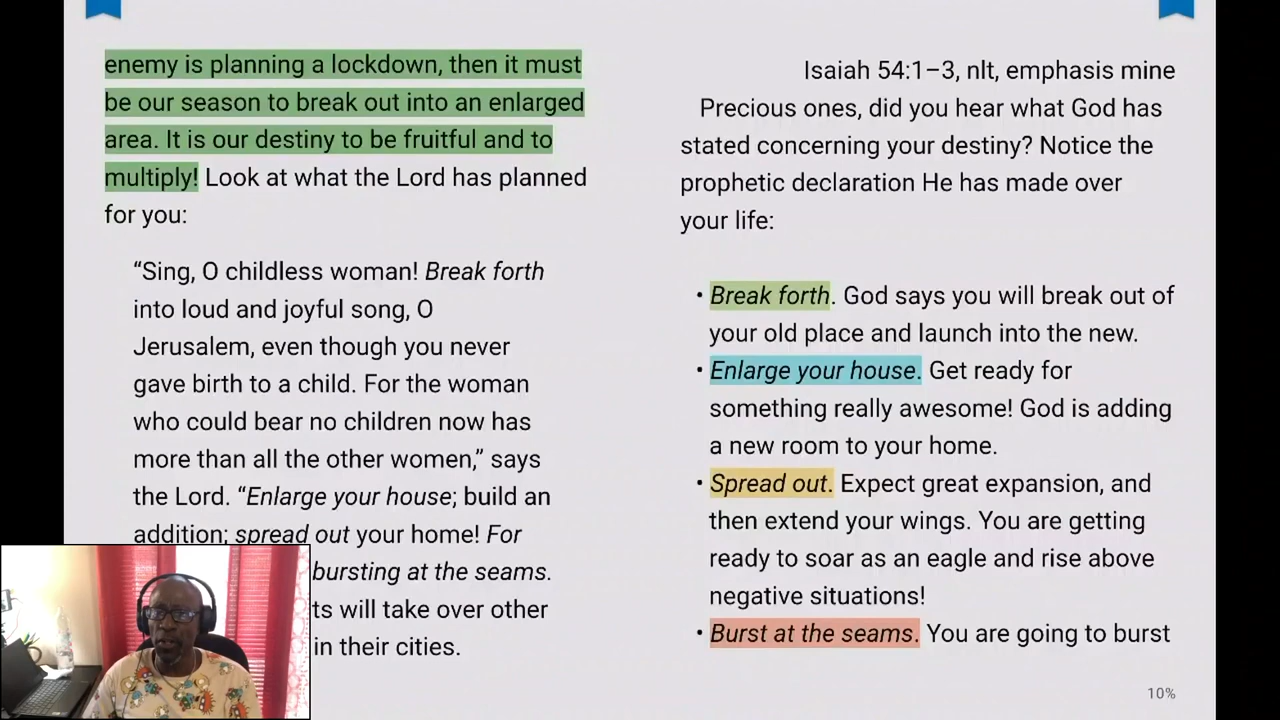 enemy is planning a lockdown, then it must
be our season to break out into an enlarged
area. It is our destiny to be fruitful and to
multiply! Look at what the Lord has planned
for you:
“Sing, O childless woman! Break forth
into loud and joyful song, O
Jerusalem, even though you never
gave birth to a child. For the woman
who could bear no children now has
more than all the other women,” says
the Lord. “Enlarge your house; build an
addition; spread out your home! For
bursting at the seams.
ts will take over other
in their cities.
Isaiah 54:1–3, nlt, emphasis mine
Precious ones, did you hear what God has
stated concerning your destiny? Notice the
prophetic declaration He has made over
your life:
• Break forth. God says you will break out of
your old place and launch into the new.
• Enlarge your house. Get ready for
something really awesome! God is adding
a new room to your home.
• Spread out. Expect great expansion, and
then extend your wings. You are getting
ready to soar as an eagle and rise above
negative situations!
• Burst at the seams. You are going to burst
10%